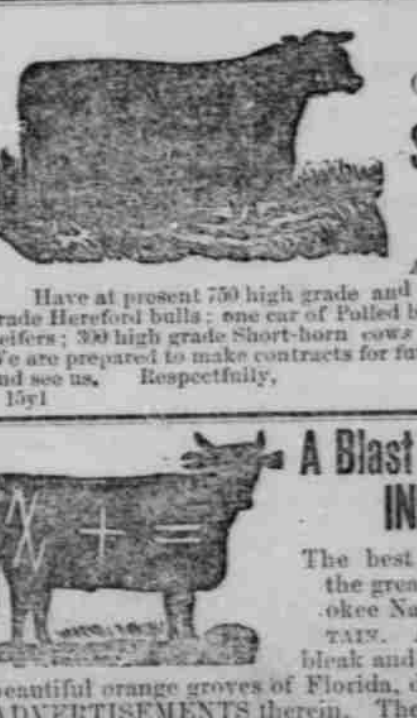 Have at present 750 high grade and
rade Hereford bulls; one car of Polled b
eifers; 300 high grade Short-horn cows
We are prepared to make contracts for fu
nd see us. Respectfully,
15y1
A Blast
IN
The best
the grea
okee Na
TAIN.
bleak and
beautiful orange groves of Florida, d
ADVERTISEMENTS therein. The